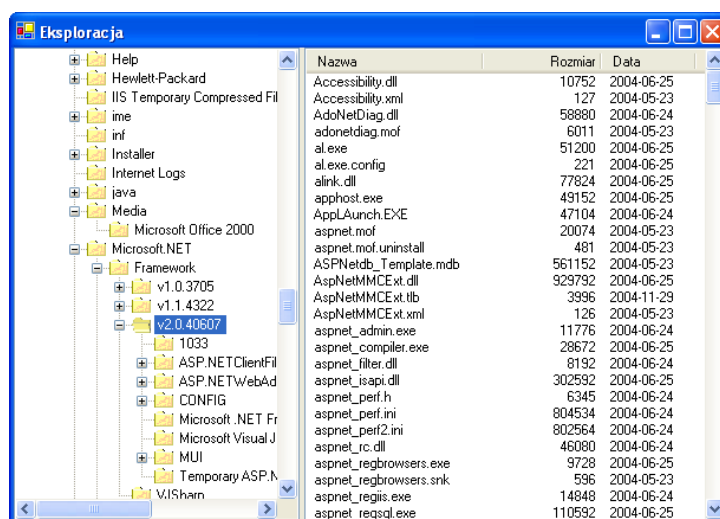 Eksploracja
Help
Hewlett-Packard
IIS Temporary Compressed Fil
ime
inf
Installer
Internet Logs
java
Media
Microsoft Office 2000
Microsoft.NET
Framework
v1.0.3705
v1.1.4322
v2.0.40607
1033
ASP.NETClientFil
ASP.NETWebAd
CONFIG
Microsoft .NET Fr
Microsoft Visual J
MUI
Temporary ASP.N
VJSharp
Nazwa Rozmiar Data
Accessibility.dll 10752 2004-06-25
Accessibility.xml 127 2004-05-23
AdoNetDiag.dll 58880 2004-06-24
adonetdiag.mof 6011 2004-05-23
al.exe 51200 2004-06-25
al.exe.config 221 2004-06-25
alink.dll 77824 2004-06-25
apphost.exe 49152 2004-06-25
AppLAunch.EXE 47104 2004-06-24
aspnet.mof 20074 2004-05-23
aspnet.mof.uninstall 481 2004-05-23
ASPNetdb_Template.mdb 561152 2004-05-23
AspNetMMCExt.dll 929792 2004-06-25
AspNetMMCExt.tlb 3996 2004-11-29
AspNetMMCExt.xml 126 2004-05-23
aspnet_admin.exe 11776 2004-06-24
aspnet_compiler.exe 28672 2004-06-25
aspnet_filter.dll 8192 2004-06-24
aspnet_isapi.dll 302592 2004-06-25
aspnet_perf.h 6345 2004-06-24
aspnet_perf.ini 804534 2004-06-24
aspnet_perf2.ini 802564 2004-06-24
aspnet_rc.dll 46080 2004-06-24
aspnet_regbrowsers.exe 9728 2004-06-25
aspnet_regbrowsers.snk 596 2004-05-23
aspnet_regiis.exe 14848 2004-06-24
aspnet_regsql.exe 110592 2004-06-25